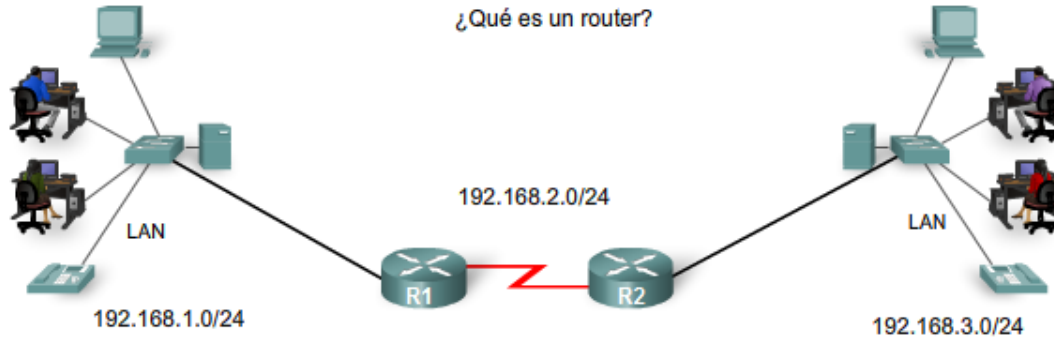 ¿Qué es un router?
192.168.2.0/24
LAN
LAN
R1
R2
192.168.1.0/24
192.168.3.0/24